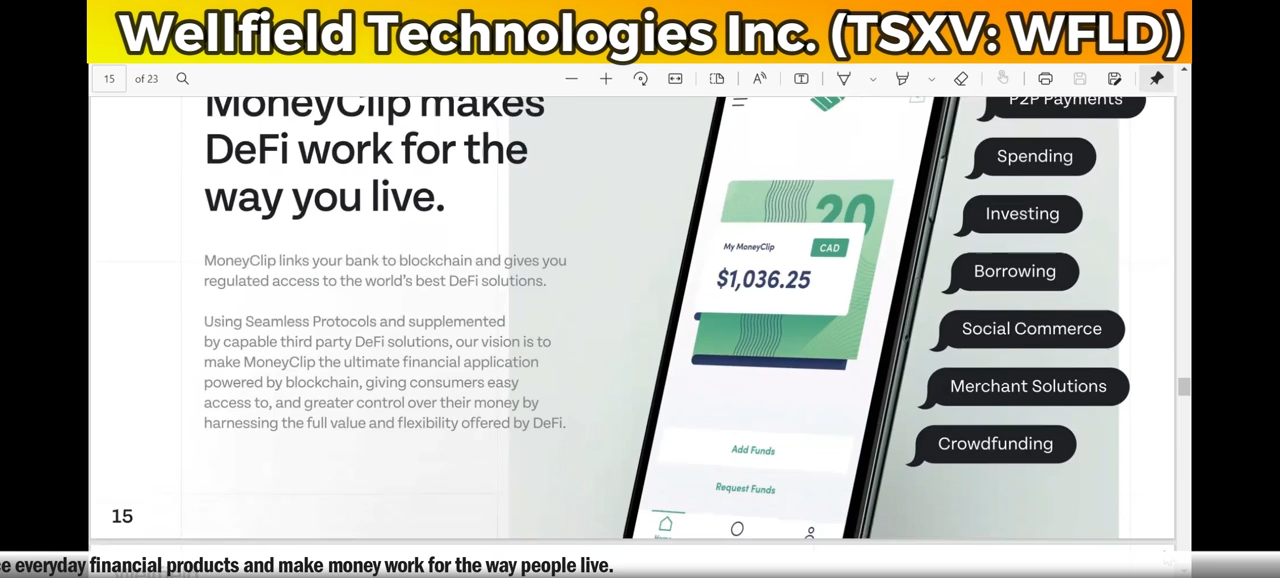 Wellfield Technologies Inc. (TSXV: WFLD)
15 of 23
MoneyClip makes
DeFi work for the
way you live.
MoneyClip links your bank to blockchain and gives you
regulated access to the world's best DeFi solutions.
Using Seamless Protocols and supplemented
by capable third party DeFi solutions, our vision is to
make MoneyClip the ultimate financial application
powered by blockchain, giving consumers easy
access to, and greater control over their money by
harnessing the full value and flexibility offered by DeFi.
15
20
My MoneyClip
CAD
$1,036.25
Add Funds
Request Funds
P2P Payments
Spending
Investing
Borrowing
Social Commerce
Merchant Solutions
Crowdfunding
everyday financial products and make money work for the way people live.